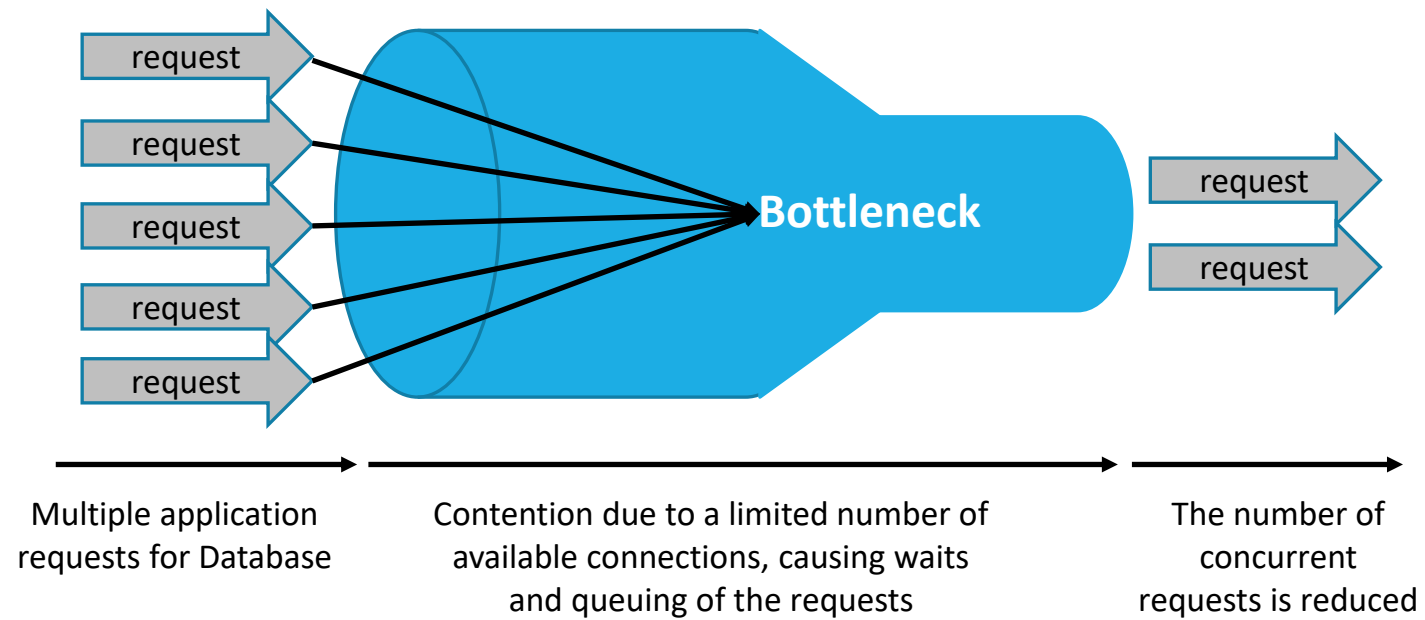 request
request
request
request
request
Bottleneck
request
request
Multiple application
requests for Database
Contention due to a limited number of
available connections, causing waits
and queuing of the requests
The number of
concurrent
requests is reduced